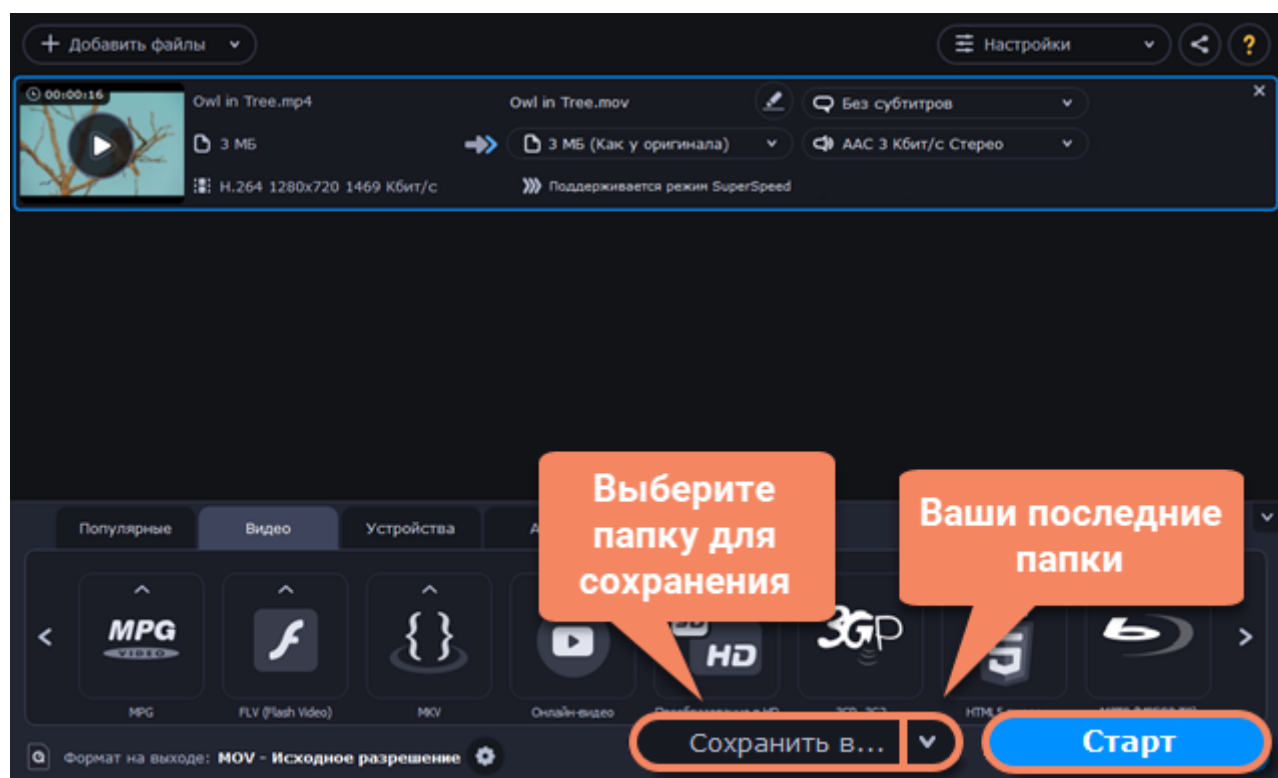 Добавить файлы
Настройки
?
00:00:16
Owl in Tree.mp4
Owl in Tree.mov
Без субтитров
3 МБ
3 МБ (Как у оригинала)
AAC 3 Кбит/с Стерео
H.264 1280x720 1469 Кбит/с
Поддерживается режим SuperSpeed
Выберите
папку для
сохранения
Ваши последние
папки
Популярные
Видео
Устройства
MPG
VIDEO
HD
3GP
MPG
FLV (Flash Video)
MKV
Онлайн-видео
Формат на выходе: MOV - Исходное разрешение
Сохранить в...
Старт